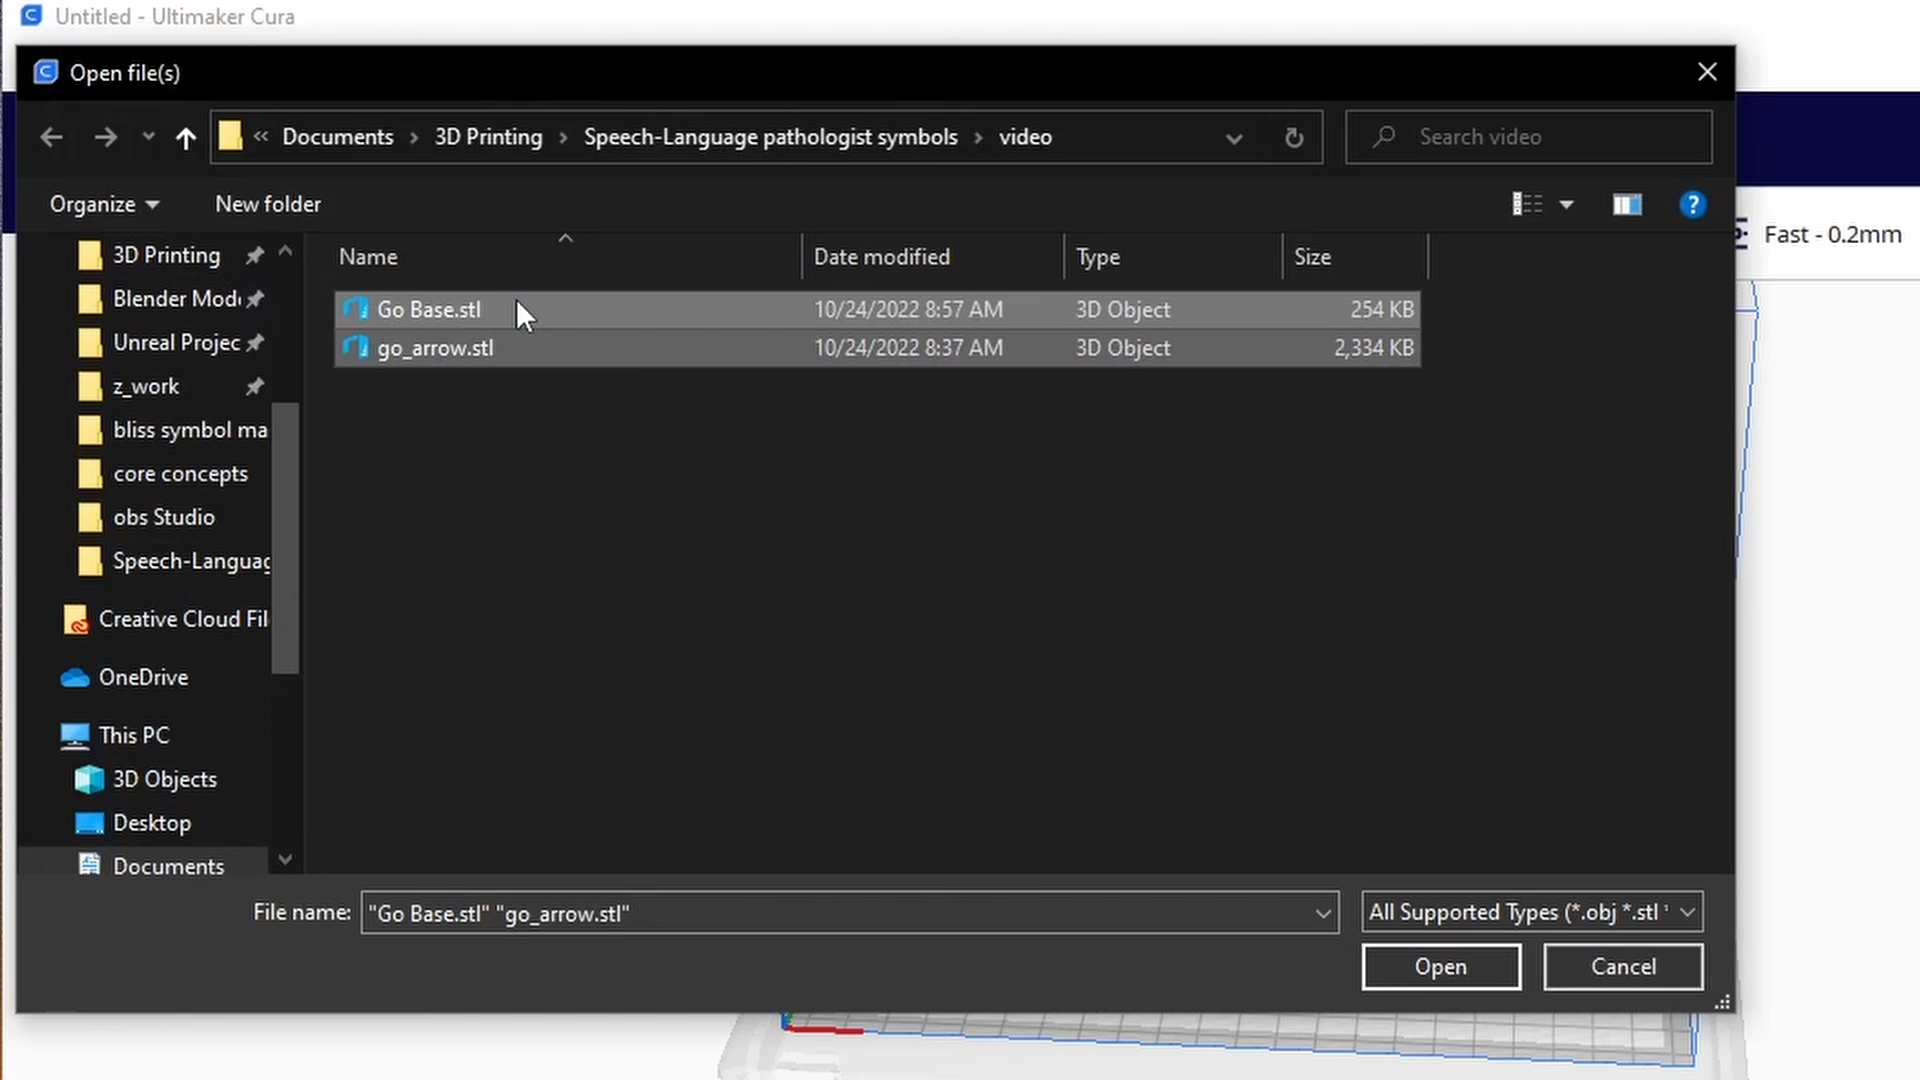 Untitled - Ultimaker Cura
Open file(s)
« Documents › 3D Printing › Speech-Language pathologist symbols › video
Search video
Organize
New folder
?
Fast - 0.2mm
Name
Date modified
Type
Size
3D Printing
Blender Mod
Unreal Projec
z_work
bliss symbol ma
core concepts
obs Studio
Speech-Languag
Creative Cloud Fil
OneDrive
This PC
3D Objects
Desktop
Documents
Go Base.stl 10/24/2022 8:57 AM 3D Object 254 KB
go_arrow.stl 10/24/2022 8:37 AM 3D Object 2,334 KB
File name: "Go Base.stl" "go_arrow.stl"
All Supported Types (*.obj *.stl
Open
Cancel